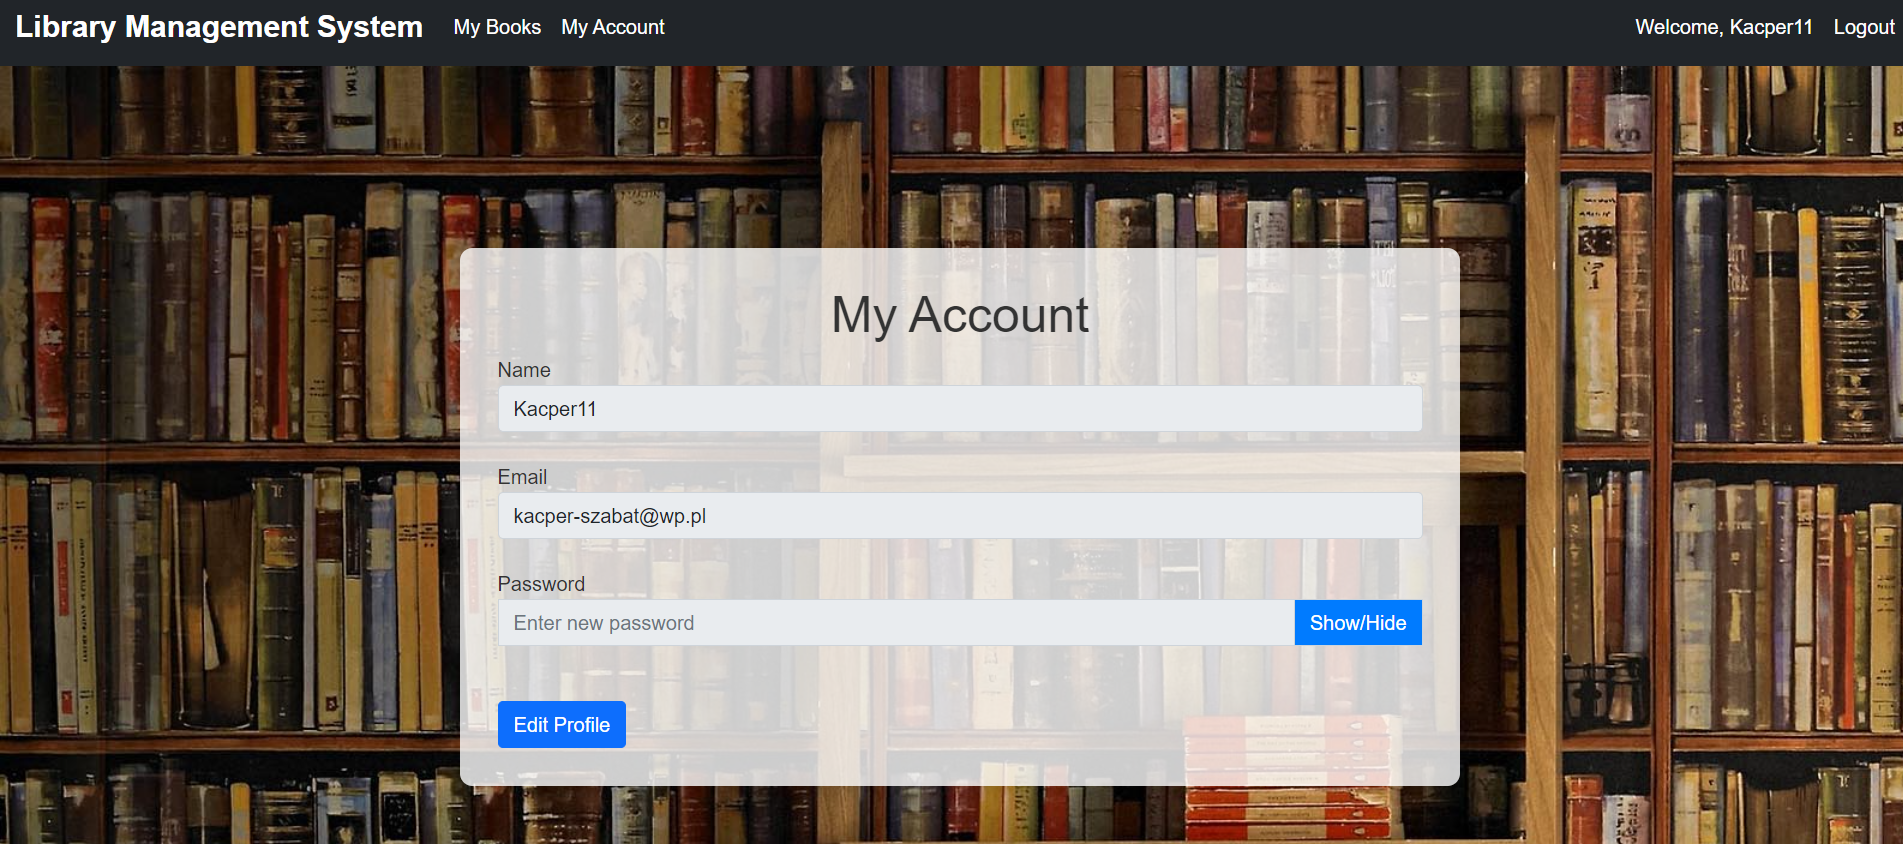 Library Management System My Books My Account Welcome, Kacper11 Logout
My Account
Name
Kacper11
Email
kacper-szabat@wp.pl
Password
Enter new password Show/Hide
Edit Profile